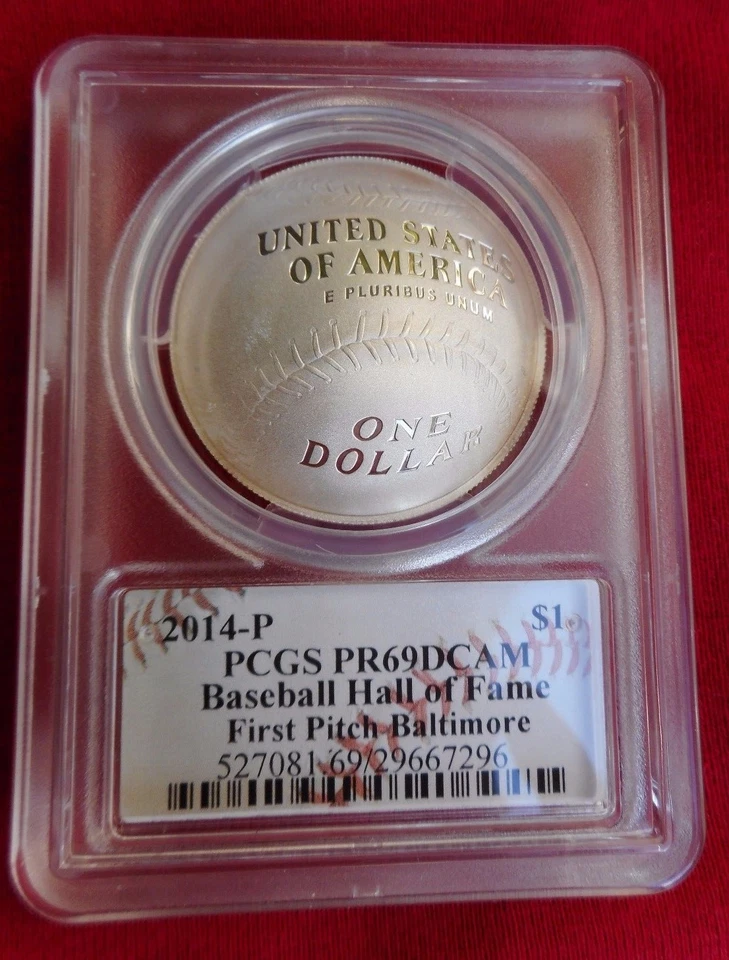 UNITED STATES
OF AMERICA
E PLURIBUS UNUM
ONE
DOLLAR
2014-P $1
PCGS PR69DCAM
Baseball Hall of Fame
First Pitch-Baltimore
527081.69/29667296